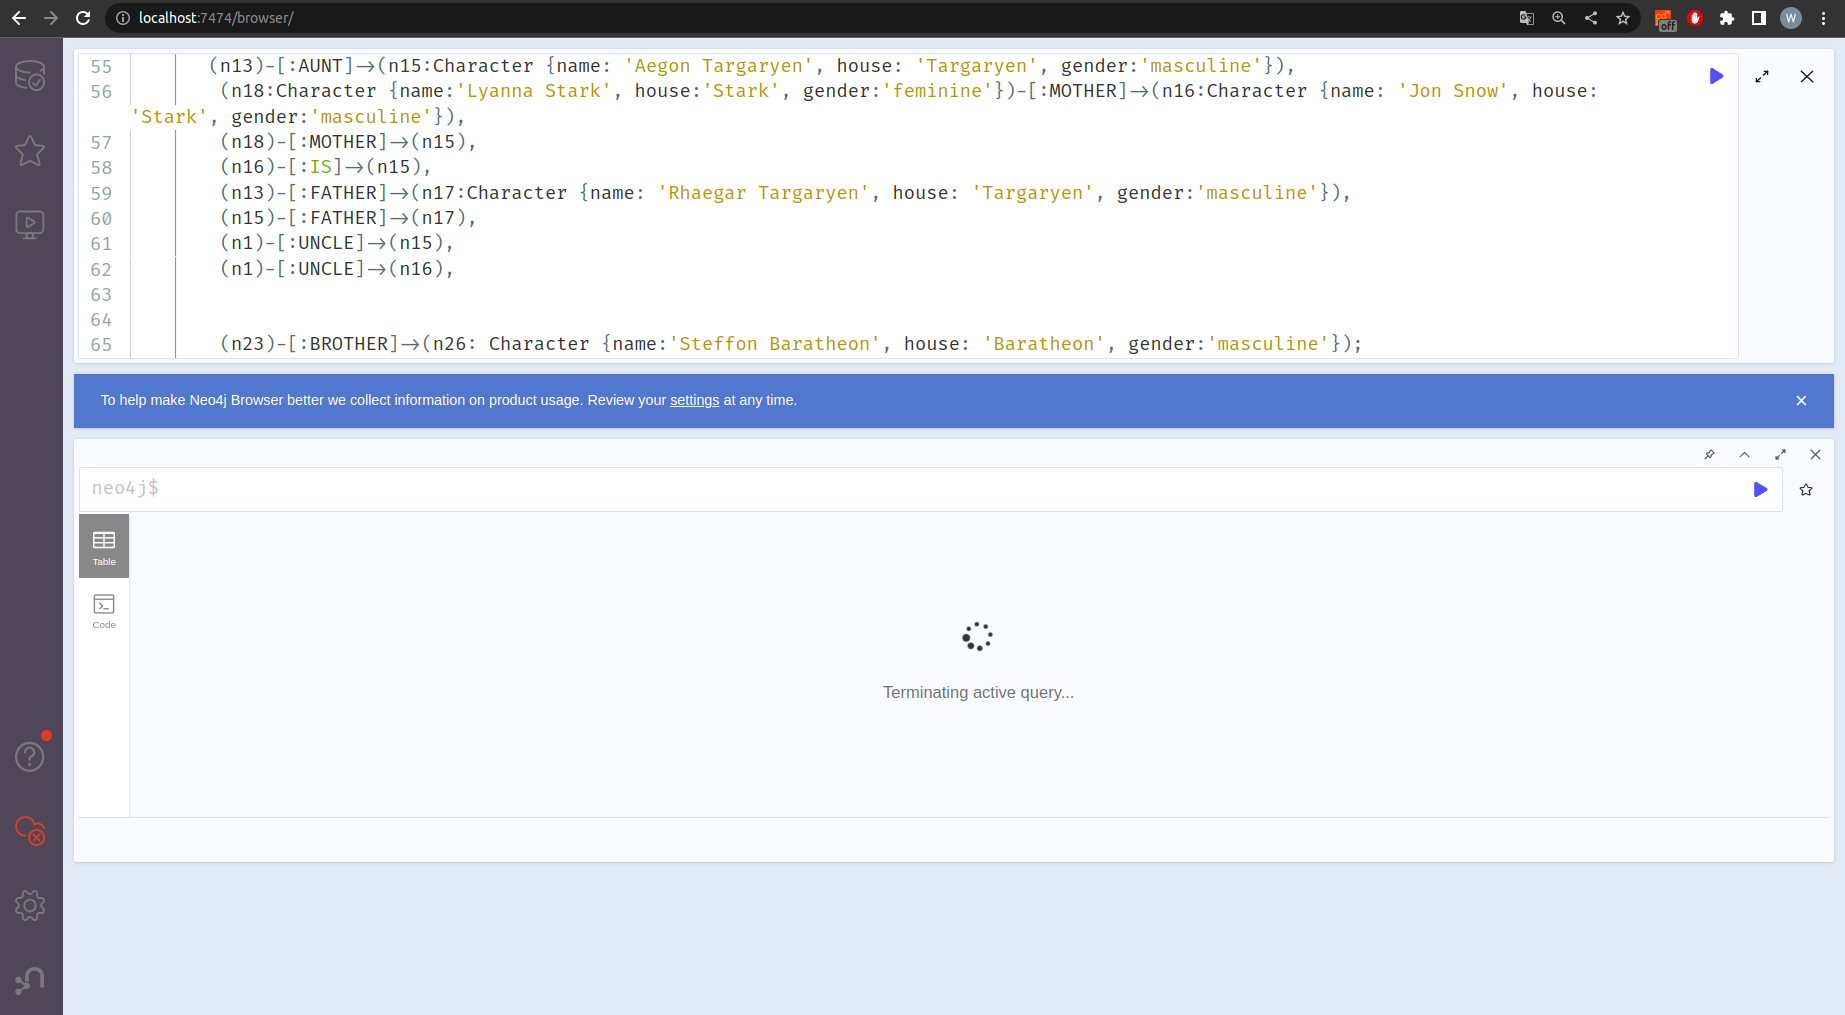 localhost:7474/browser/
off
W
55 (n13)-[:AUNT]->(n15:Character {name: 'Aegon Targaryen', house: 'Targaryen', gender:'masculine'}),
56 (n18:Character {name:'Lyanna Stark', house:'Stark', gender:'feminine'})-[:MOTHER]->(n16:Character {name: 'Jon Snow', house:
'Stark', gender:'masculine'}),
57 (n18)-[:MOTHER]->(n15),
58 (n16)-[:IS]->(n15),
59 (n13)-[:FATHER]->(n17:Character {name: 'Rhaegar Targaryen', house: 'Targaryen', gender:'masculine'}),
60 (n15)-[:FATHER]->(n17),
61 (n1)-[:UNCLE]->(n15),
62 (n1)-[:UNCLE]->(n16),
63
64
65 (n23)-[:BROTHER]->(n26: Character {name:'Steffon Baratheon', house: 'Baratheon', gender:'masculine'});
To help make Neo4j Browser better we collect information on product usage. Review your settings at any time.
neo4j$
Table
Code
Terminating active query...